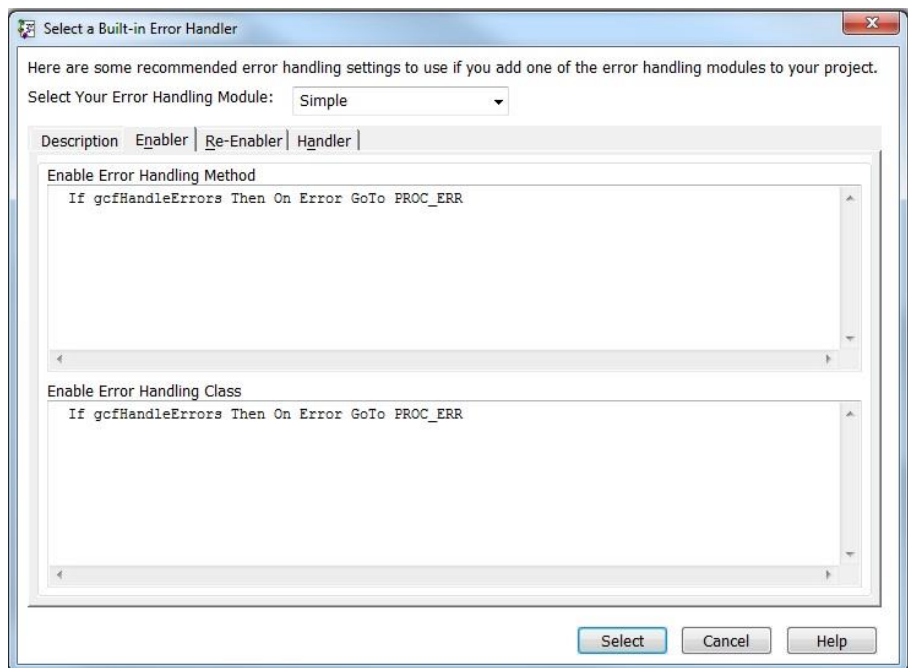 Select a Built-in Error Handler
Here are some recommended error handling settings to use if you add one of the error handling modules to your project.
Select Your Error Handling Module: Simple
Description Enabler Re-Enabler Handler
Enable Error Handling Method
If gcfHandleErrors Then On Error GoTo PROC_ERR
Enable Error Handling Class
If gcfHandleErrors Then On Error GoTo PROC_ERR
Select Cancel Help